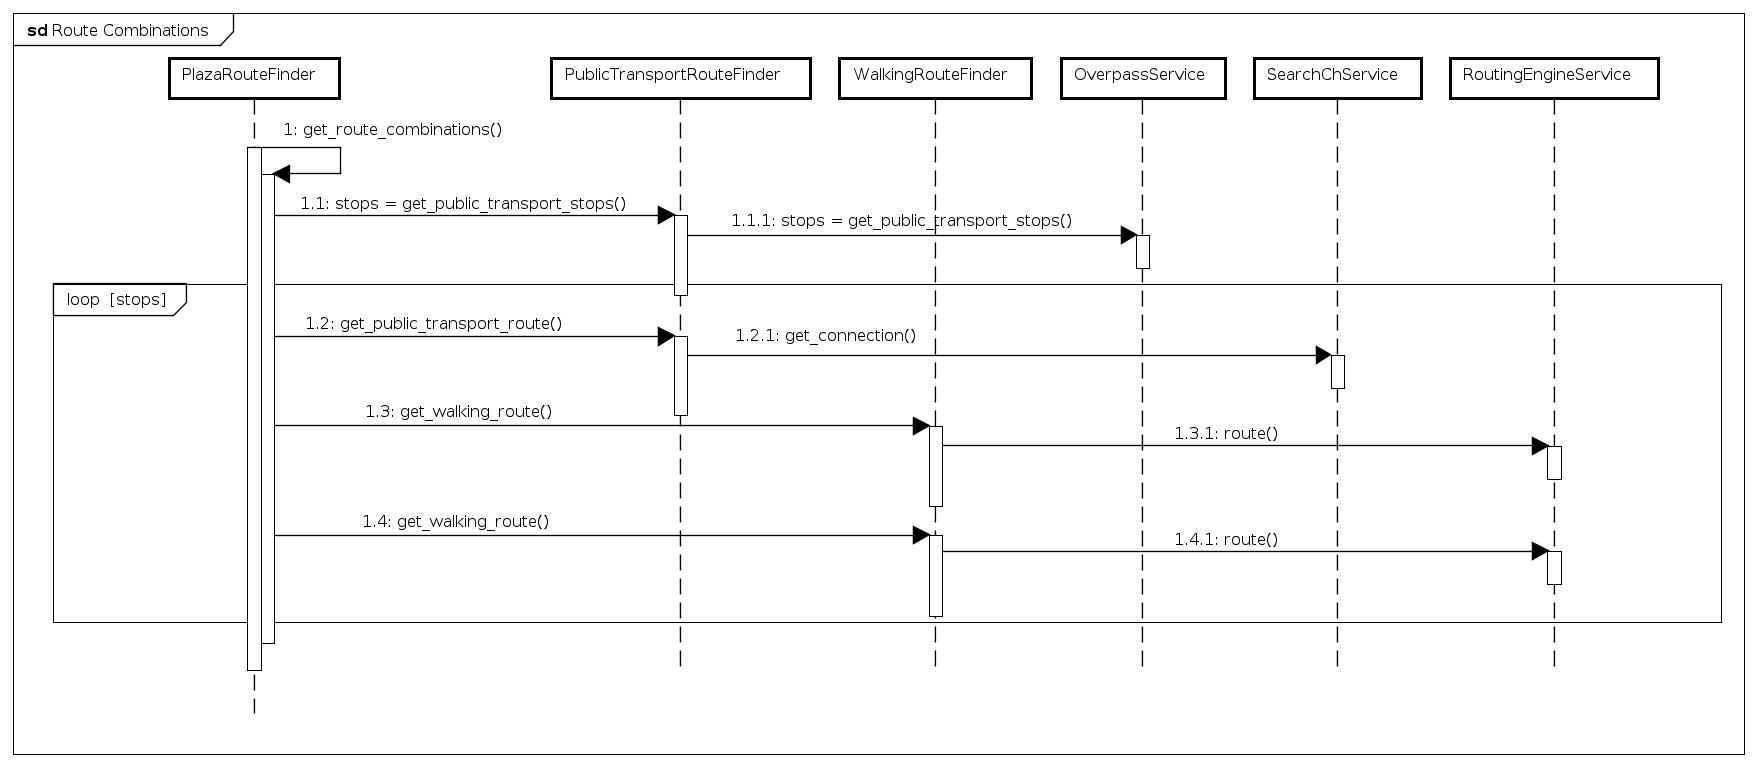 sd Route Combinations
PlazaRouteFinder
PublicTransportRouteFinder
WalkingRouteFinder
OverpassService
SearchChService
RoutingEngineService
1: get_route_combinations()
1.1: stops = get_public_transport_stops()
1.1.1: stops = get_public_transport_stops()
loop [stops]
1.2: get_public_transport_route()
1.2.1: get_connection()
1.3: get_walking_route()
1.3.1: route()
1.4: get_walking_route()
1.4.1: route()